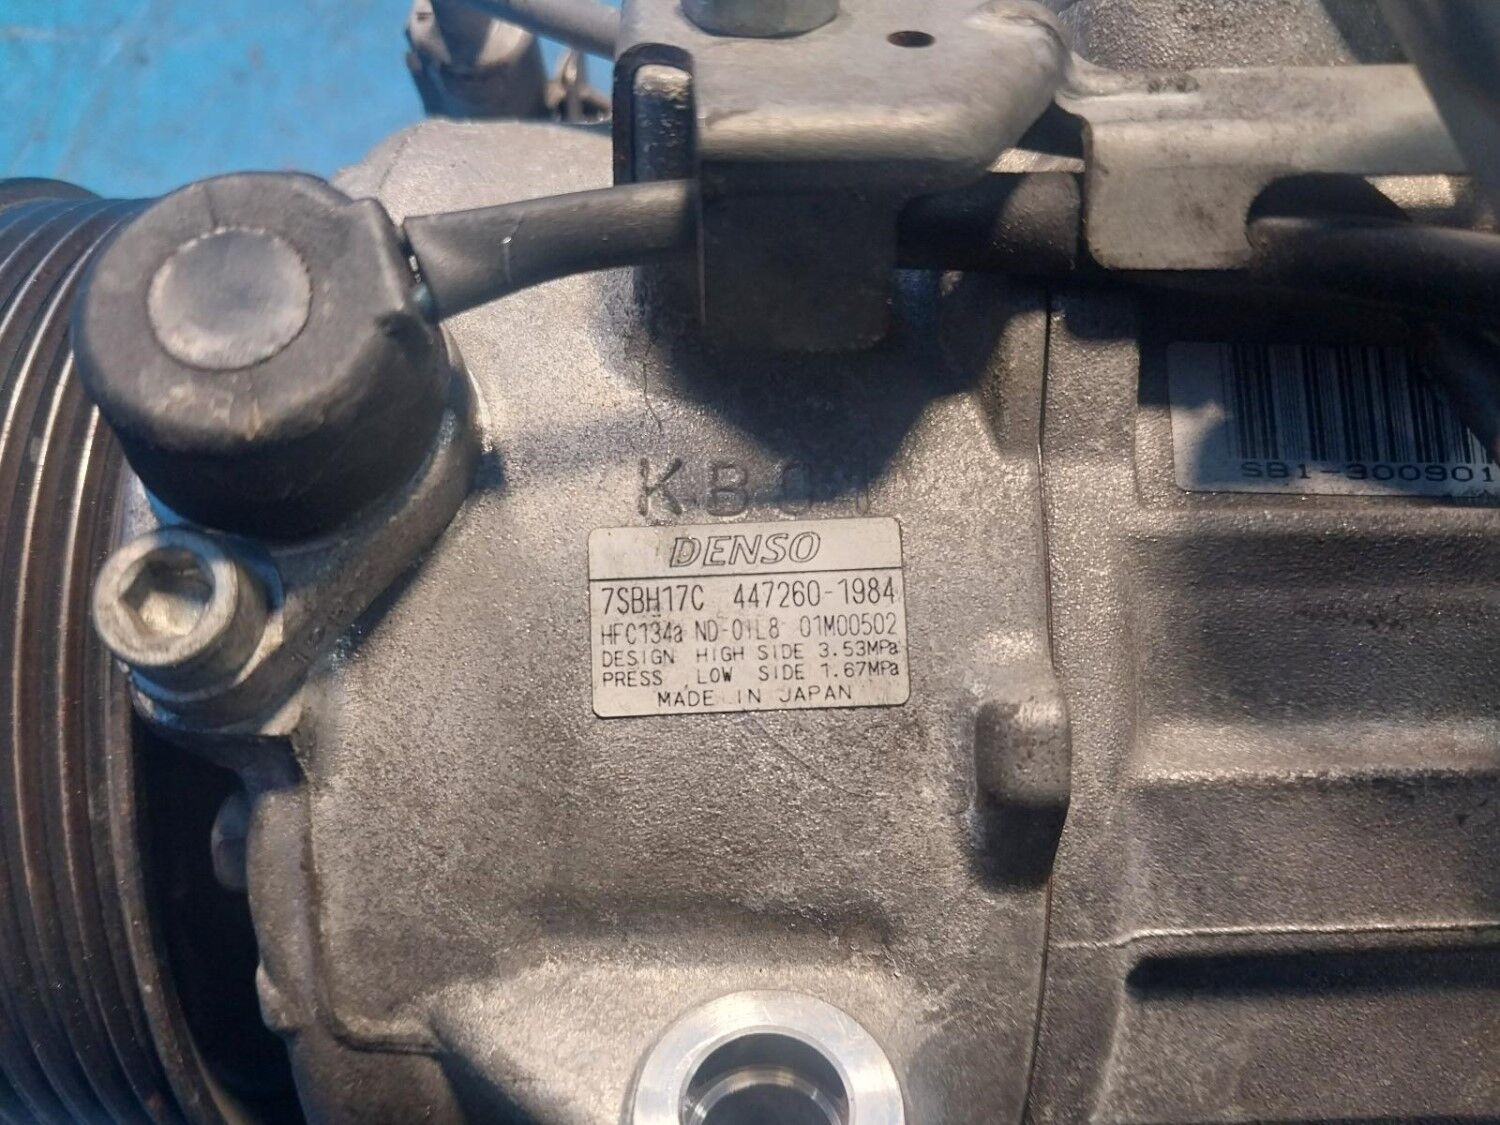 SB1-300901
KB01
DENSO
7SBH17C 447260-1984
HFC134a ND-OIL8 01M00502
DESIGN HIGH SIDE 3.53MPa
PRESS LOW SIDE 1.67MPa
MADE IN JAPAN